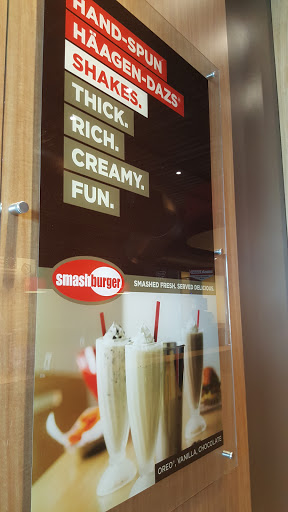 HAND-SPUN
HÄAGEN-DAZS®
SHAKES.
THICK.
RICH.
CREAMY.
FUN.
smashburger
SMASHED FRESH. SERVED DELICIOUS.
OREO®, VANILLA, CHOCOLATE